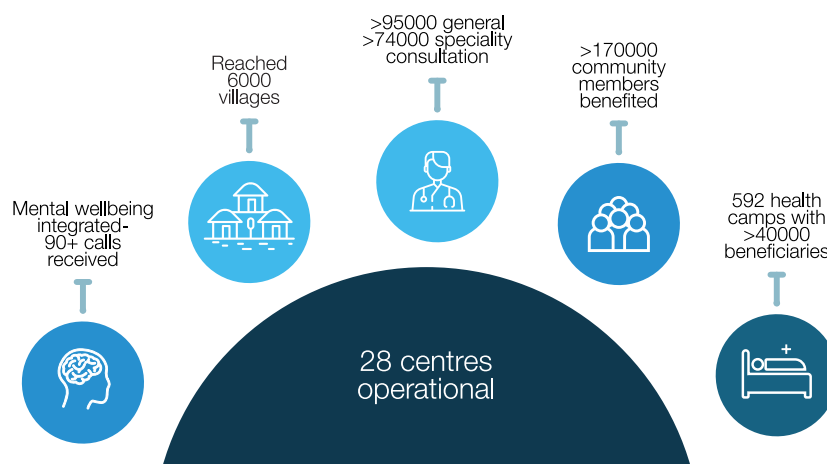 Mental wellbeing
integrated-
90+ calls
received
Reached
6000
villages
>95000 general
>74000 speciality
consultation
>170000
community
members
benefited
592 health
camps with
>40000
beneficiaries
28 centres
operational